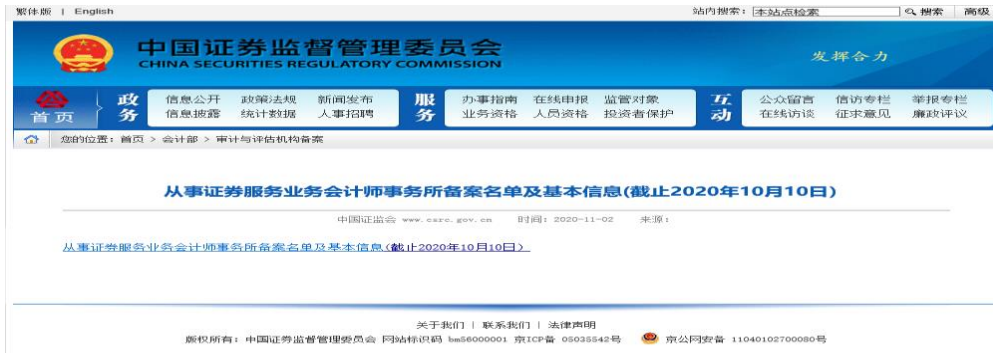 繁体版 | English
站内搜索: 本站点检索 搜索 高级
中国证券监督管理委员会
CHINA SECURITIES REGULATORY COMMISSION
发挥合力
首页
政务
信息公开 政策法规 新闻发布
信息披露 统计数据 人事招聘
服务
办事指南 在线申报 监管对象
业务资格 人员资格 投资者保护
互动
公众留言 信访专栏 举报专栏
在线访谈 征求意见 廉政评议
您的位置: 首页 > 会计部 > 审计与评估机构备案
从事证券服务业务会计师事务所备案名单及基本信息(截止2020年10月10日)
中国证监会 www.csrc.gov.cn 时间: 2020-11-02 来源:
从事证券服务业务会计师事务所备案名单及基本信息(截止2020年10月10日)
关于我们 | 联系我们 | 法律声明
版权所有: 中国证券监督管理委员会 网站标识码 bm56000001 京ICP备 05035542号 京公网安备 11040102700080号